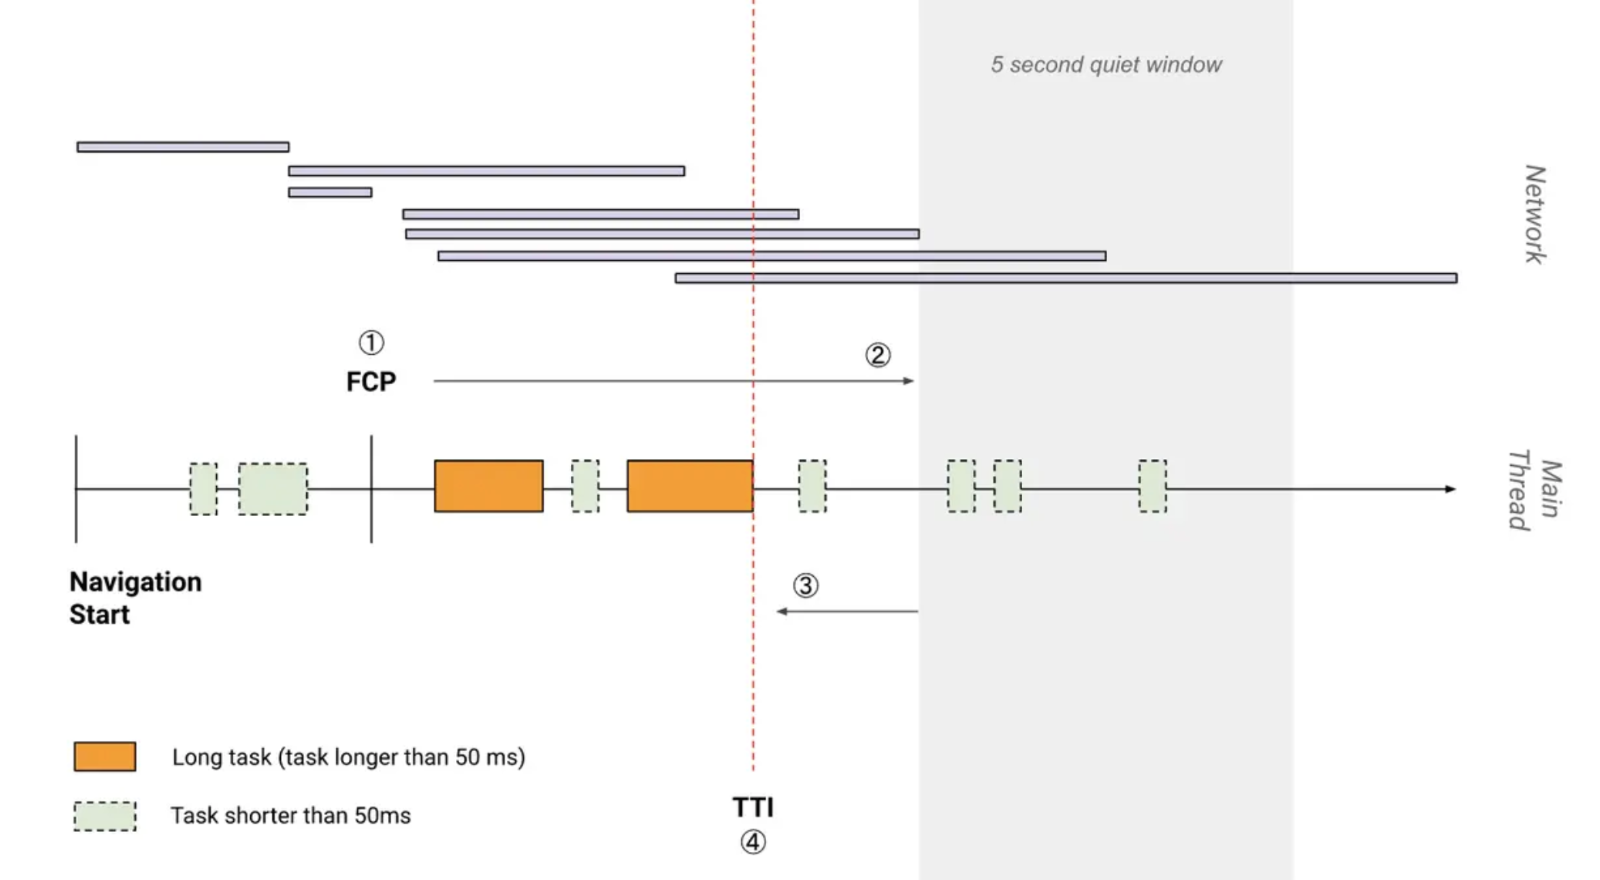 5 second quiet window
Network
①
②
FCP
Main
Thread
Navigation
Start
③
Long task (task longer than 50 ms)
Task shorter than 50ms
TTI
④